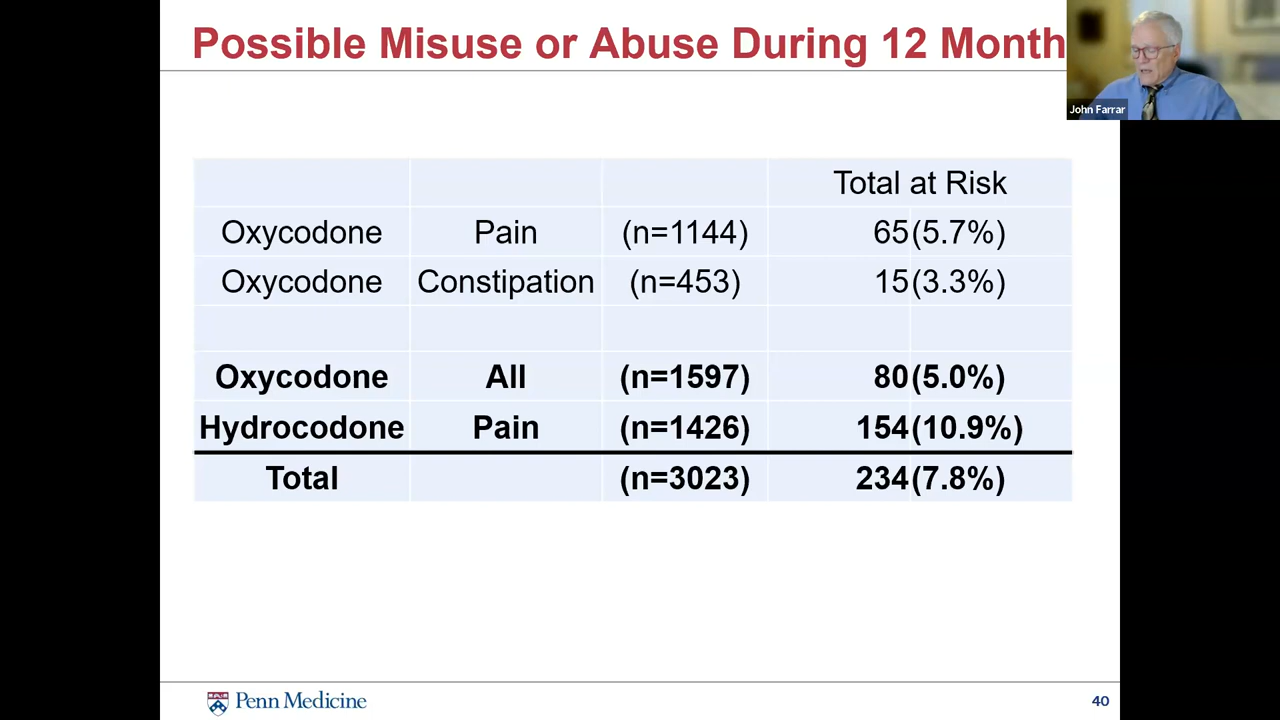 Possible Misuse or Abuse During 12 Month
John Farrar
Total at Risk
Oxycodone Pain (n=1144) 65 (5.7%)
Oxycodone Constipation (n=453) 15 (3.3%)
Oxycodone All (n=1597) 80 (5.0%)
Hydrocodone Pain (n=1426) 154 (10.9%)
Total (n=3023) 234 (7.8%)
Penn Medicine
40